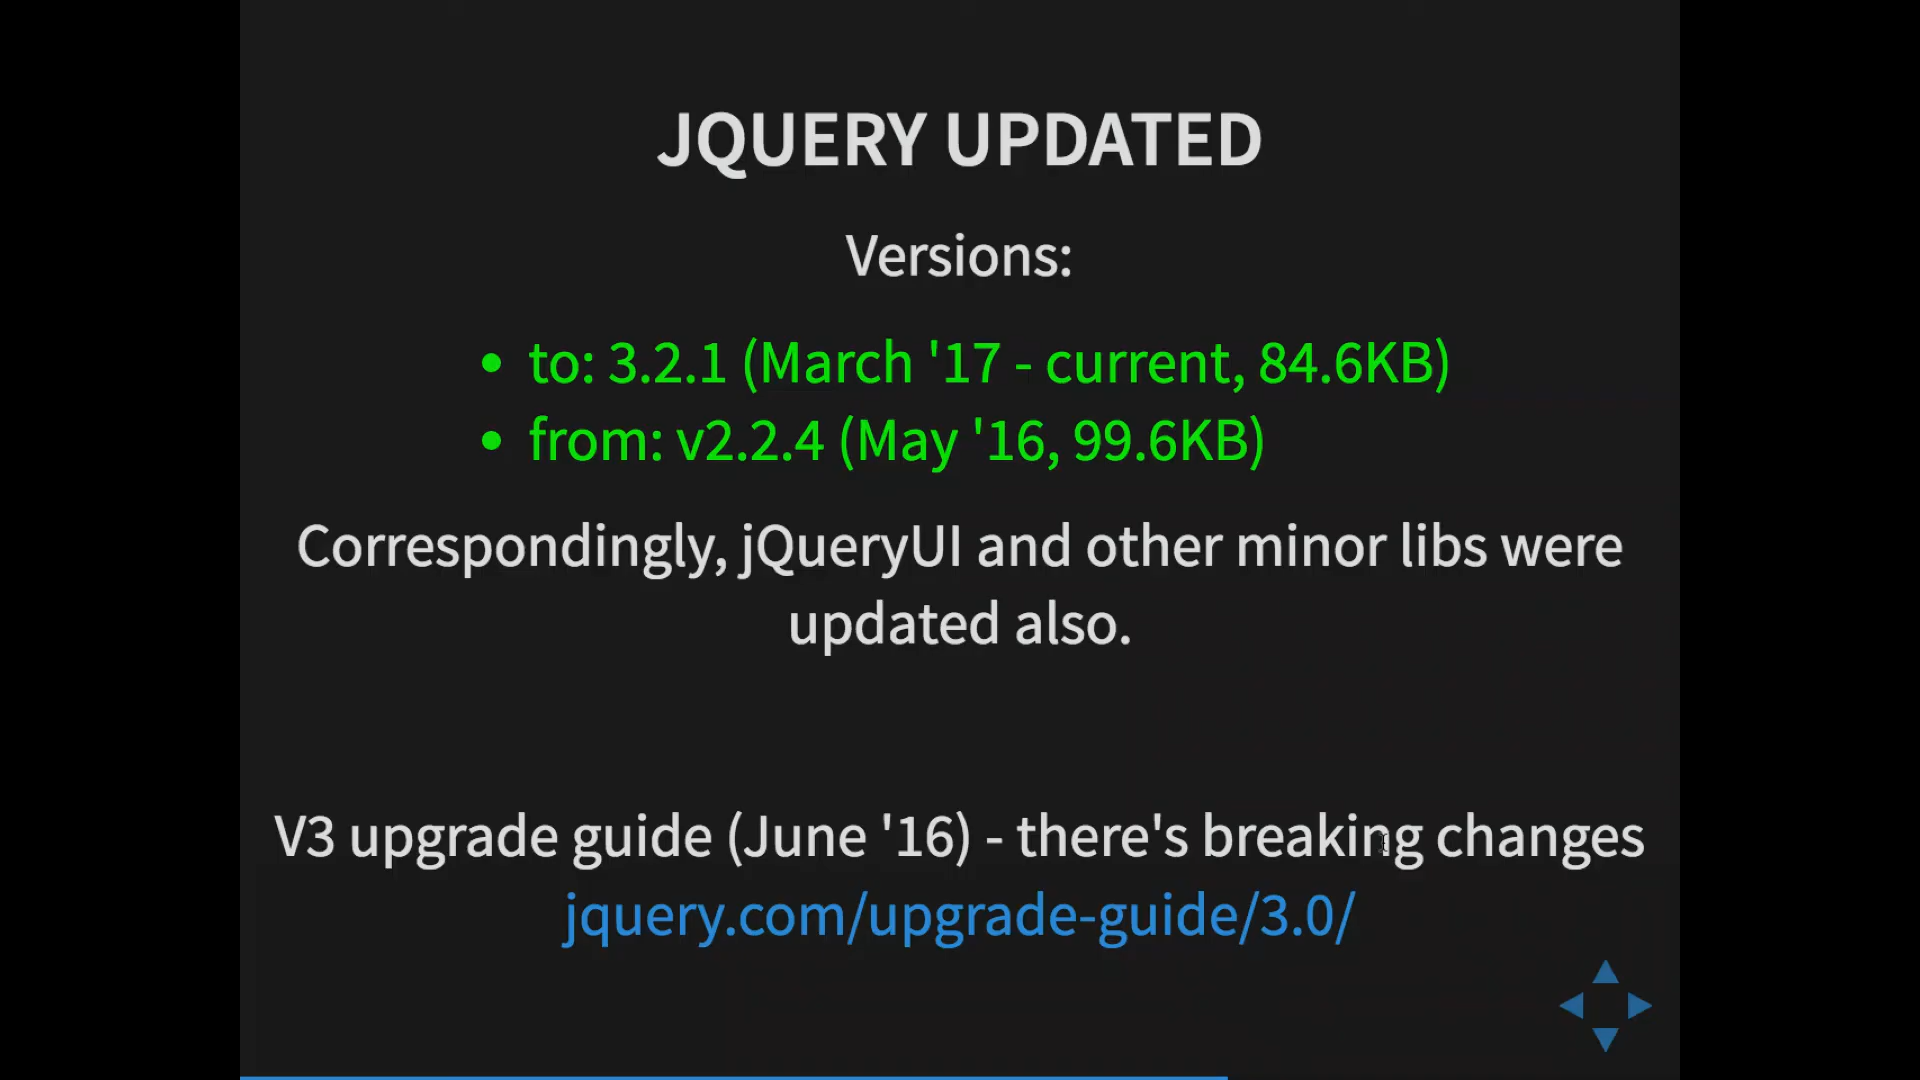 JQUERY UPDATED
Versions:
• to: 3.2.1 (March '17 - current, 84.6KB)
• from: v2.2.4 (May '16, 99.6KB)
Correspondingly, jQueryUI and other minor libs were
updated also.
V3 upgrade guide (June '16) - there's breaking changes
jquery.com/upgrade-guide/3.0/